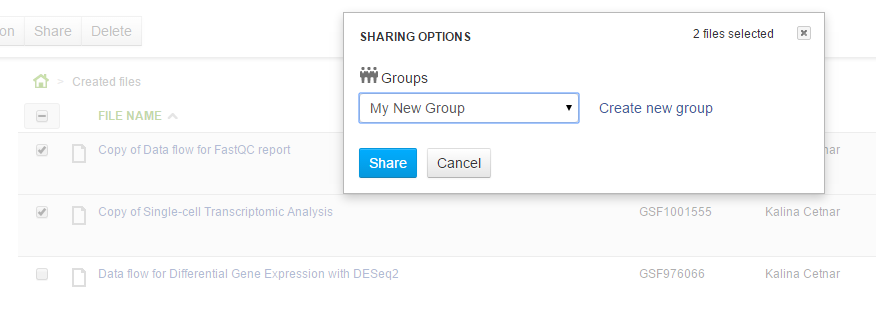 on Share Delete
SHARING OPTIONS 2 files selected
Groups
My New Group Create new group
Share Cancel
> Created files
FILE NAME
Copy of Data flow for FastQC report nar
Copy of Single-cell Transcriptomic Analysis GSF1001555 Kalina Cetnar
Data flow for Differential Gene Expression with DESeq2 GSF976066 Kalina Cetnar